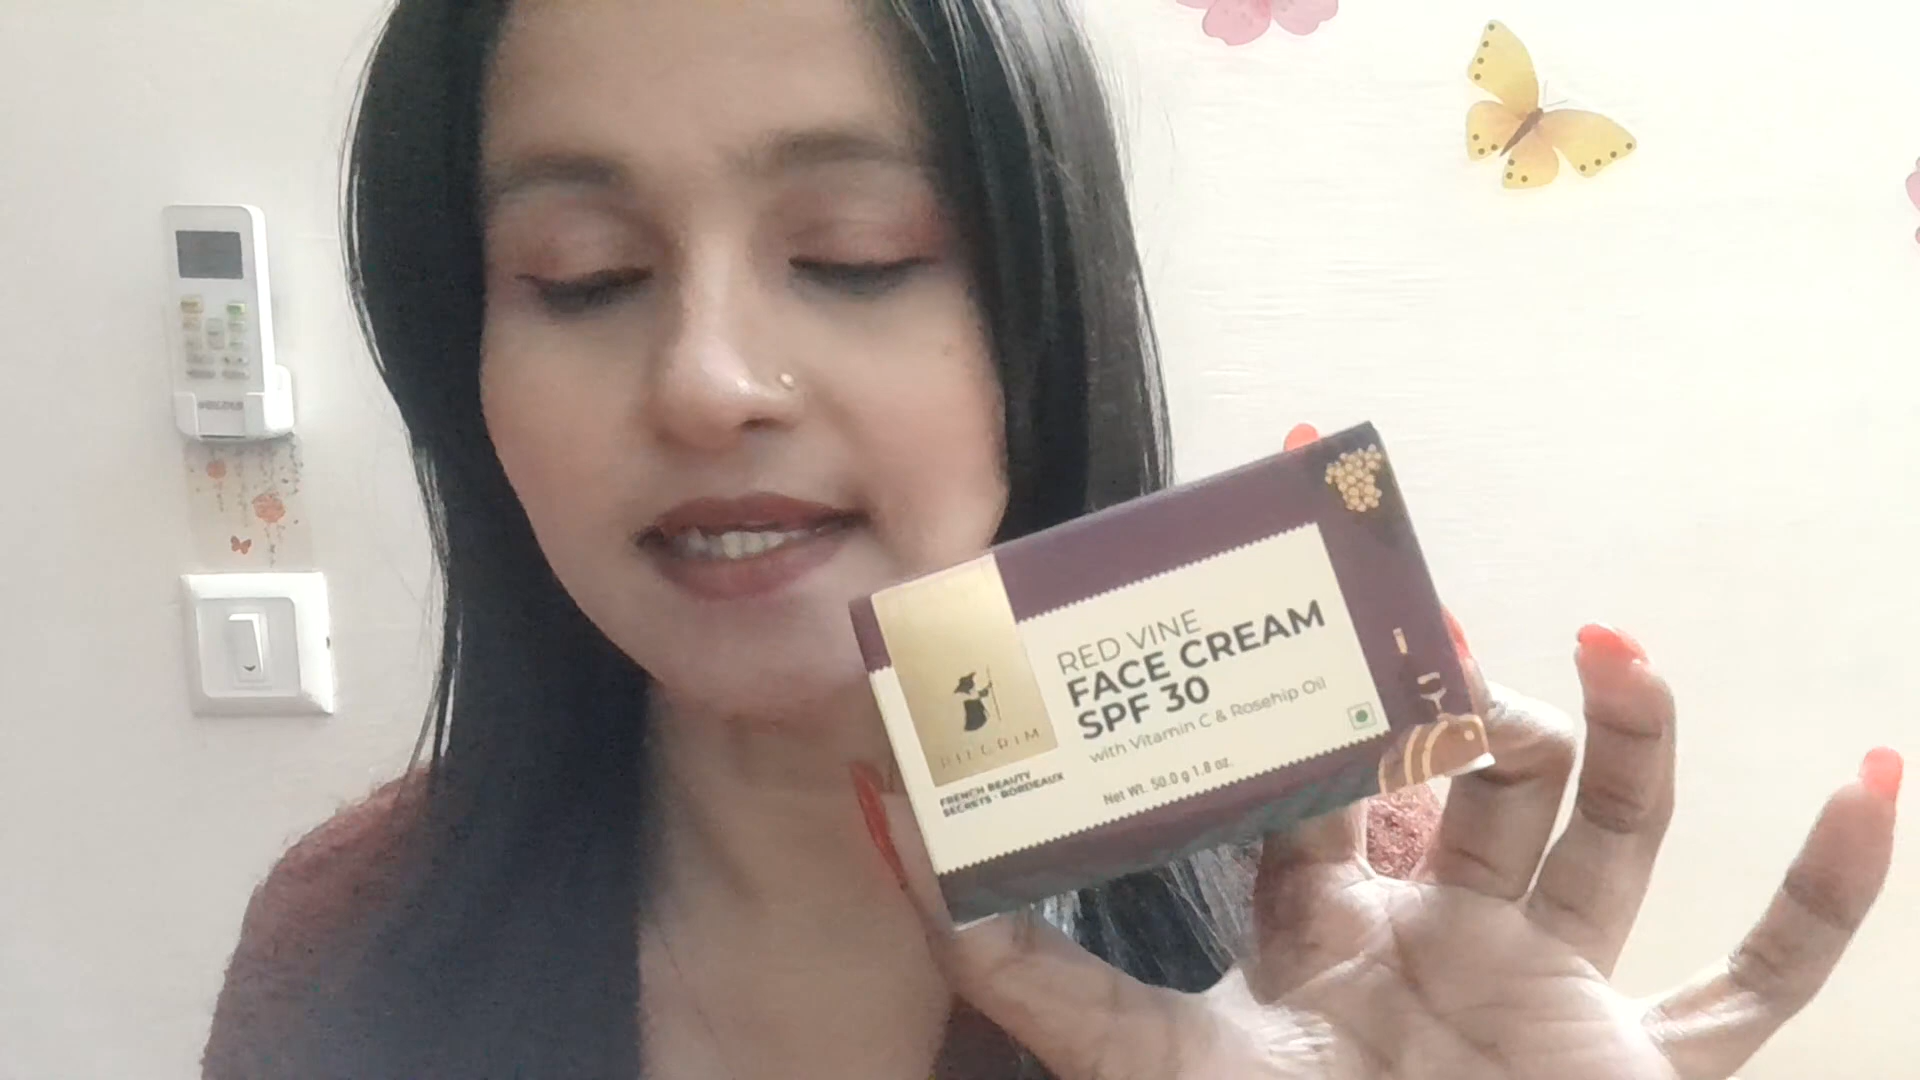 PILGRIM
FRENCH BEAUTY
SECRETS - BORDEAUX
RED VINE
FACE CREAM
SPF 30
with Vitamin C & Rosehip Oil
Net Wt. 50.0 g 1.8 oz.